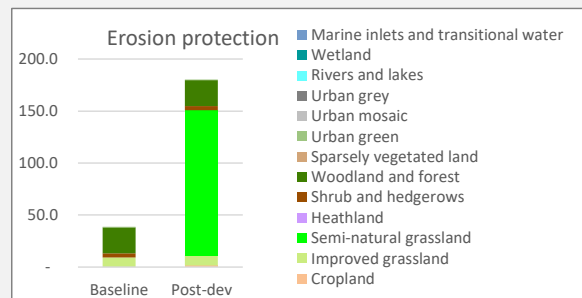 Erosion protection
200.0
150.0
100.0
50.0
-
Baseline Post-dev
Marine inlets and transitional water
Wetland
Rivers and lakes
Urban grey
Urban mosaic
Urban green
Sparsely vegetated land
Woodland and forest
Shrub and hedgerows
Heathland
Semi-natural grassland
Improved grassland
Cropland